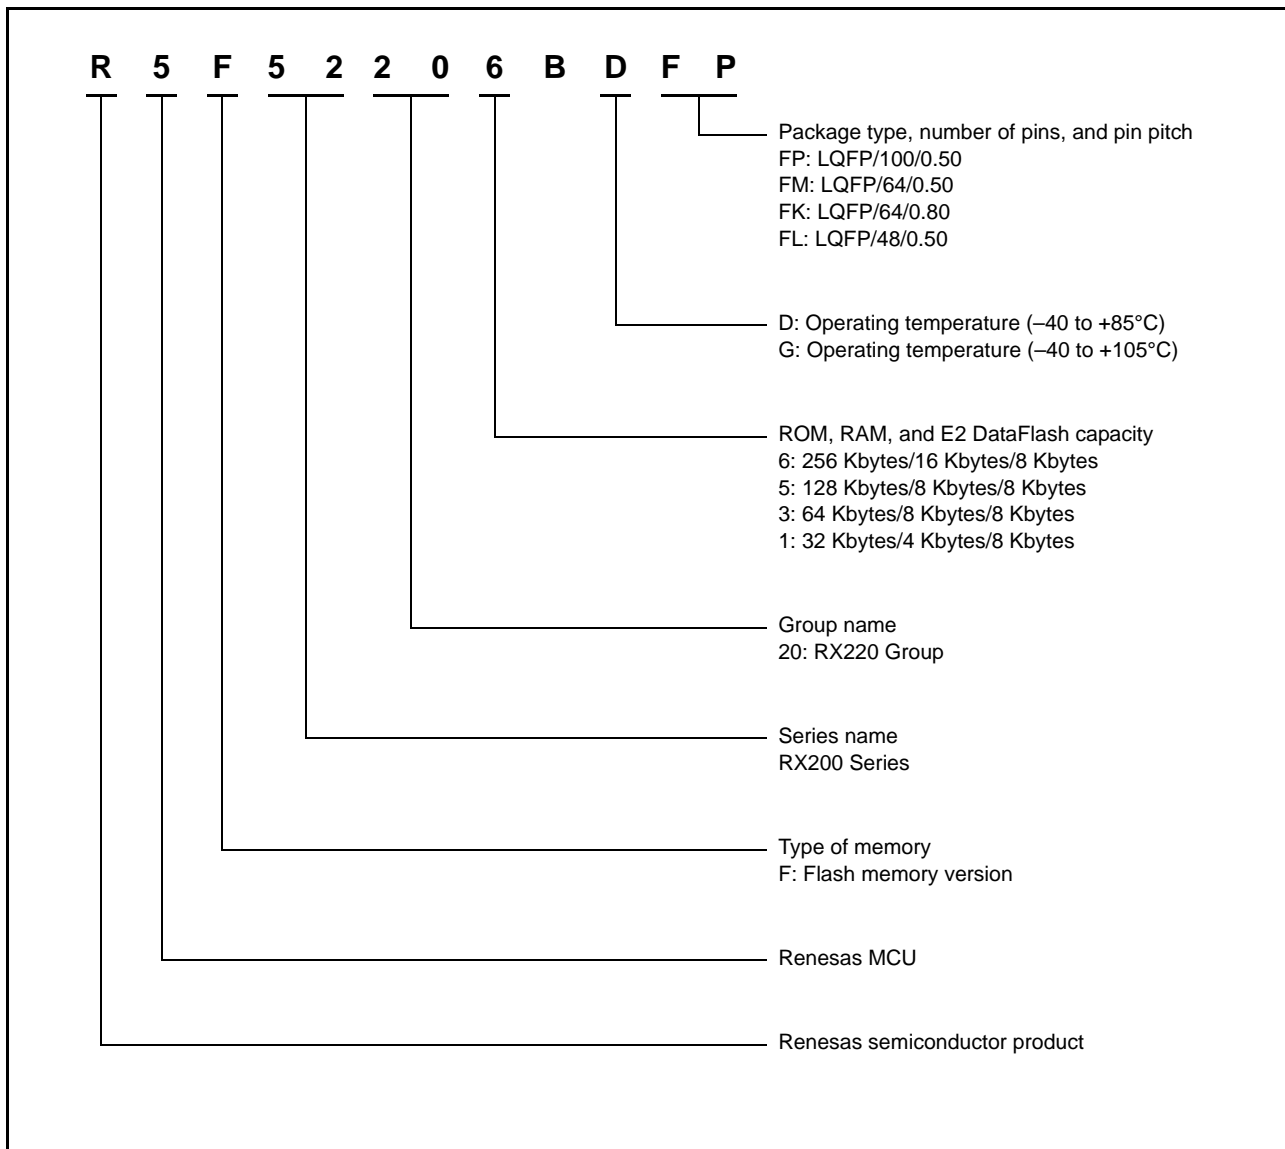 R 5 F 5 2 2 0 6 B D F P
Package type, number of pins, and pin pitch
FP: LQFP/100/0.50
FM: LQFP/64/0.50
FK: LQFP/64/0.80
FL: LQFP/48/0.50
D: Operating temperature (–40 to +85°C)
G: Operating temperature (–40 to +105°C)
ROM, RAM, and E2 DataFlash capacity
6: 256 Kbytes/16 Kbytes/8 Kbytes
5: 128 Kbytes/8 Kbytes/8 Kbytes
3: 64 Kbytes/8 Kbytes/8 Kbytes
1: 32 Kbytes/4 Kbytes/8 Kbytes
Group name
20: RX220 Group
Series name
RX200 Series
Type of memory
F: Flash memory version
Renesas MCU
Renesas semiconductor product